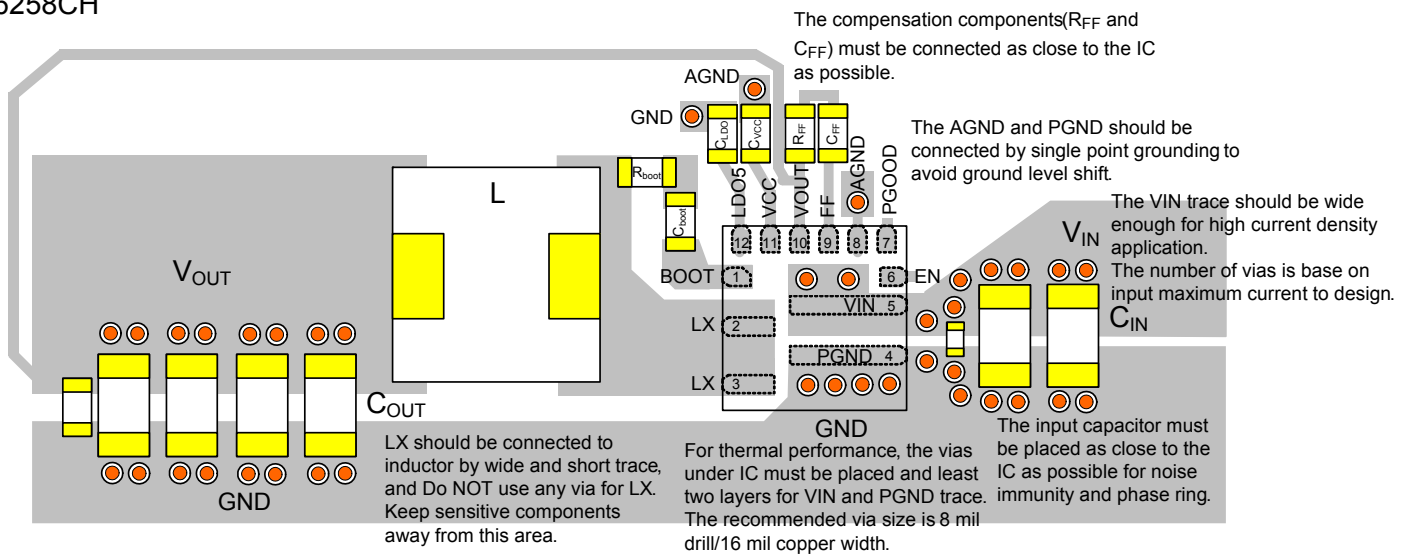 6258CH
The compensation components(RFF and
CFF) must be connected as close to the IC
as possible.
AGND
GND
CLDO
CVCC
RFF
CFF
The AGND and PGND should be
connected by single point grounding to
avoid ground level shift.
Rboot
Cboot
L
LDO5
VCC
VOUT
FF
AGND
PGOOD
The VIN trace should be wide
enough for high current density
application.
The number of vias is base on
input maximum current to design.
VIN
12
11
10
9
8
7
VOUT
BOOT
1
6
EN
VIN 5
LX
2
CIN
PGND 4
LX
3
COUT
GND
LX should be connected to
inductor by wide and short trace,
and Do NOT use any via for LX.
Keep sensitive components
away from this area.
For thermal performance, the vias
under IC must be placed and least
two layers for VIN and PGND trace.
The recommended via size is 8 mil
drill/16 mil copper width.
The input capacitor must
be placed as close to the
IC as possible for noise
immunity and phase ring.
GND